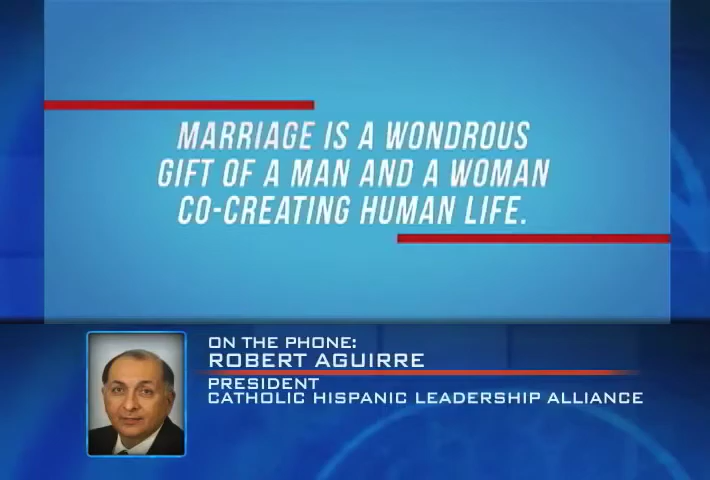 MARRIAGE IS A WONDROUS
GIFT OF A MAN AND A WOMAN
CO-CREATING HUMAN LIFE.
ON THE PHONE:
ROBERT AGUIRRE
PRESIDENT
CATHOLIC HISPANIC LEADERSHIP ALLIANCE